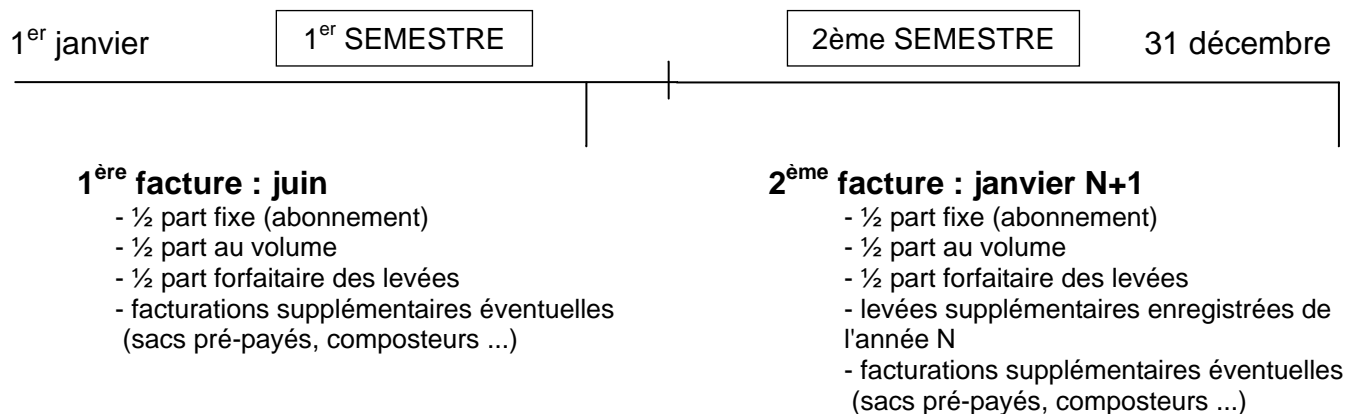 1er janvier
1er SEMESTRE
2ème SEMESTRE
31 décembre
1ère facture : juin
- ½ part fixe (abonnement)
- ½ part au volume
- ½ part forfaitaire des levées
- facturations supplémentaires éventuelles
(sacs pré-payés, composteurs ...)
2ème facture : janvier N+1
- ½ part fixe (abonnement)
- ½ part au volume
- ½ part forfaitaire des levées
- levées supplémentaires enregistrées de
l'année N
- facturations supplémentaires éventuelles
(sacs pré-payés, composteurs ...)